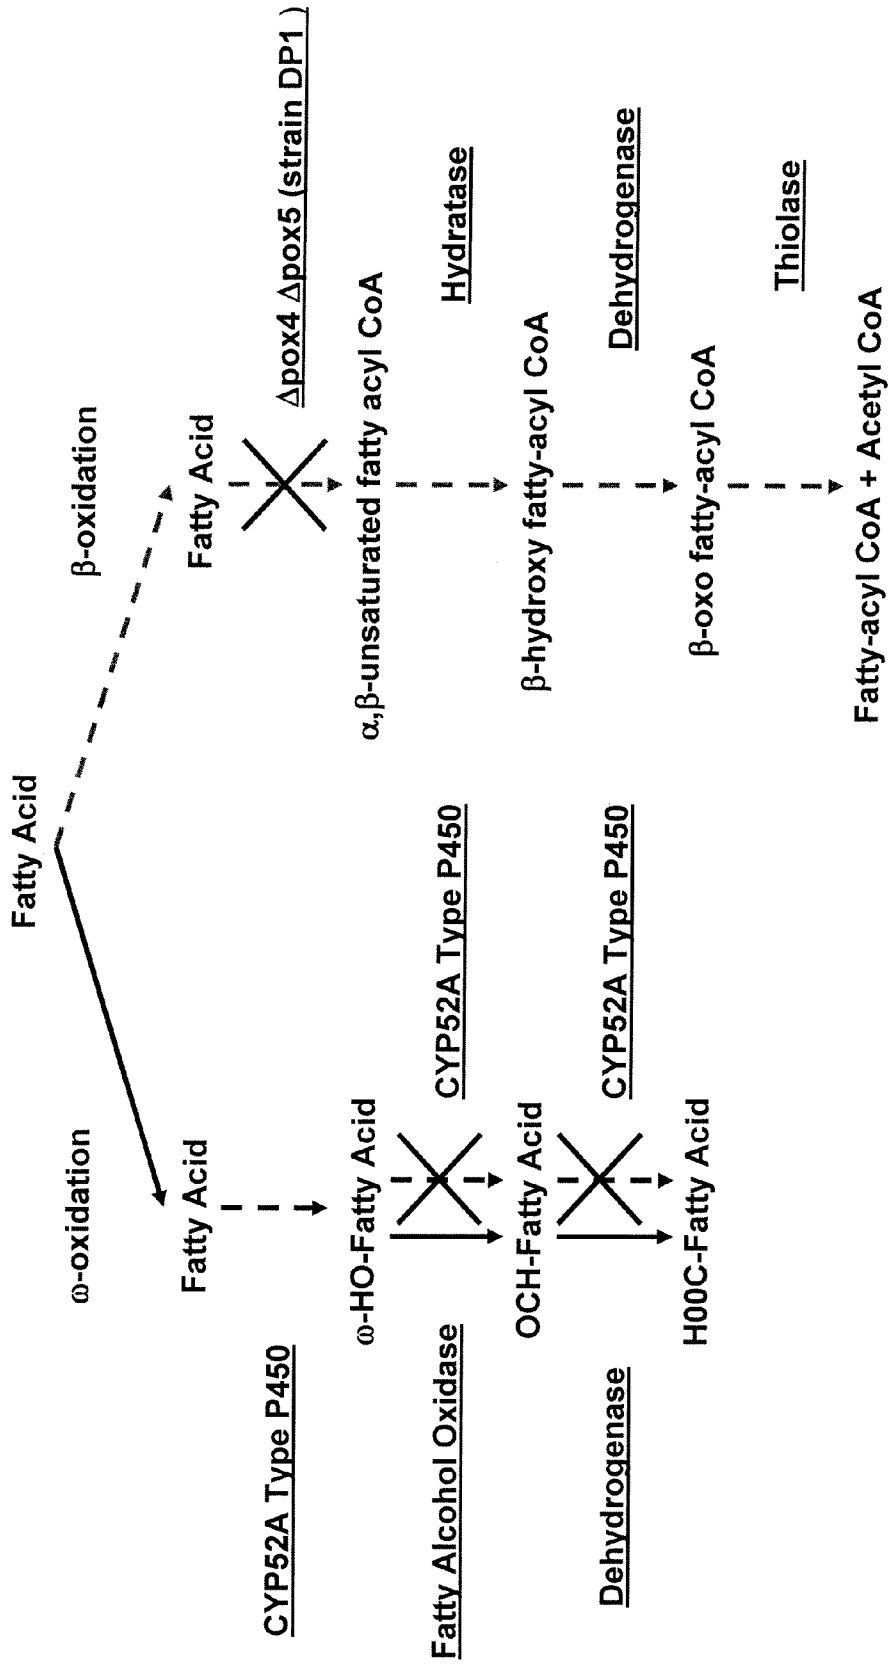 Fatty Acid
ω-oxidation
β-oxidation
Fatty Acid
Fatty Acid
CYP52A Type P450
Δpox4 Δpox5 (strain DP1 )
ω-HO-Fatty Acid
α,β-unsaturated fatty acyl CoA
Fatty Alcohol Oxidase
CYP52A Type P450
Hydratase
OCH-Fatty Acid
β-hydroxy fatty-acyl CoA
Dehydrogenase
CYP52A Type P450
Dehydrogenase
H00C-Fatty Acid
β-oxo fatty-acyl CoA
Thiolase
Fatty-acyl CoA + Acetyl CoA